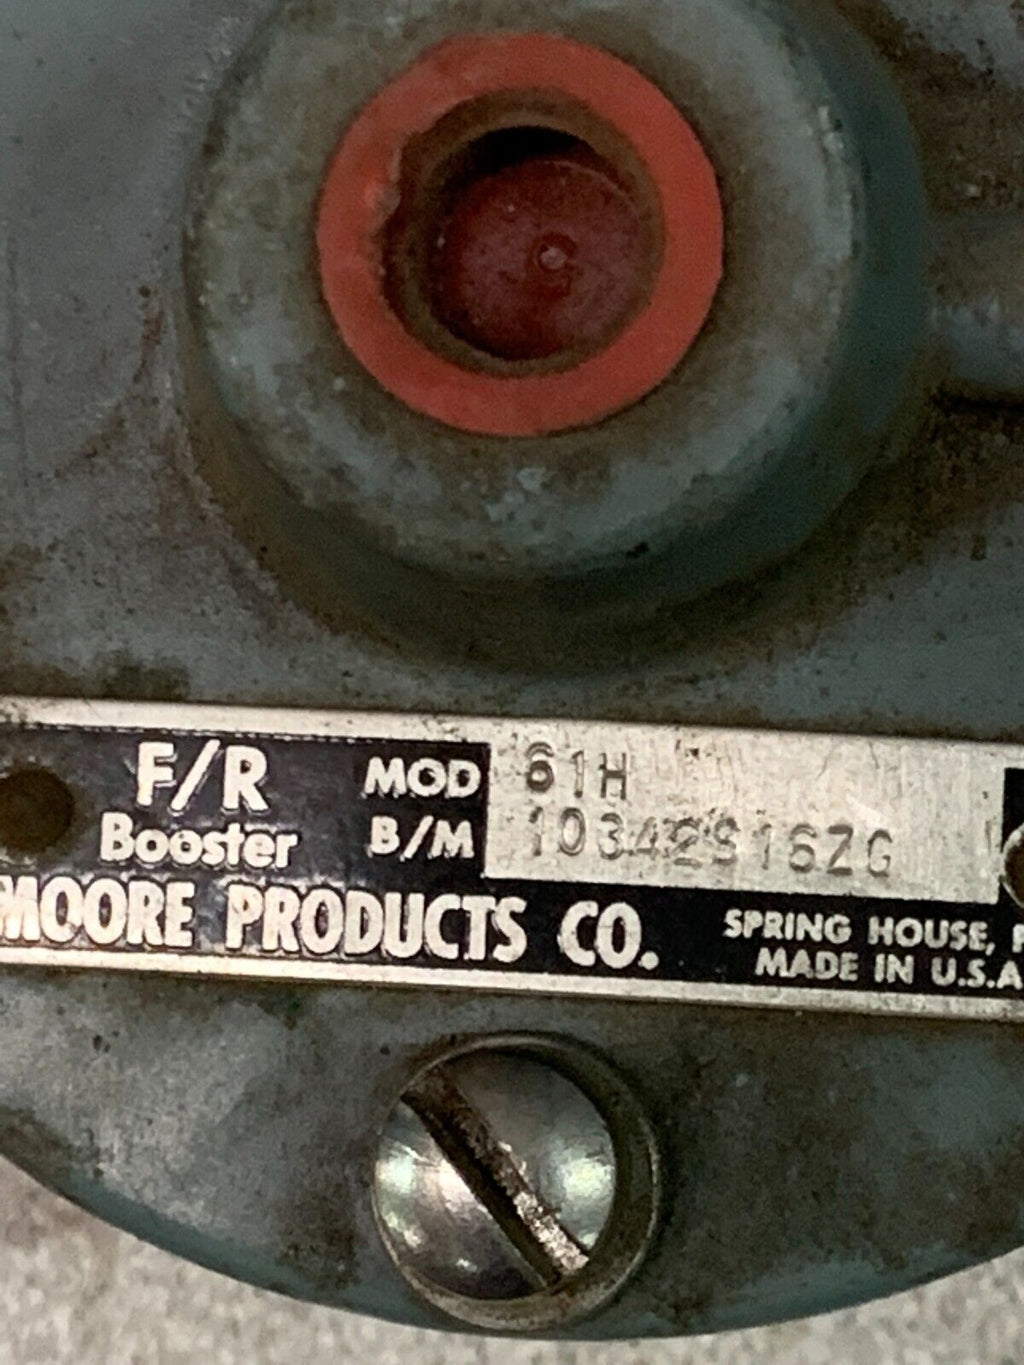 F/R MOD 61H
Booster B/M 10342S16ZG
MOORE PRODUCTS CO. SPRING HOUSE,
MADE IN U.S.A